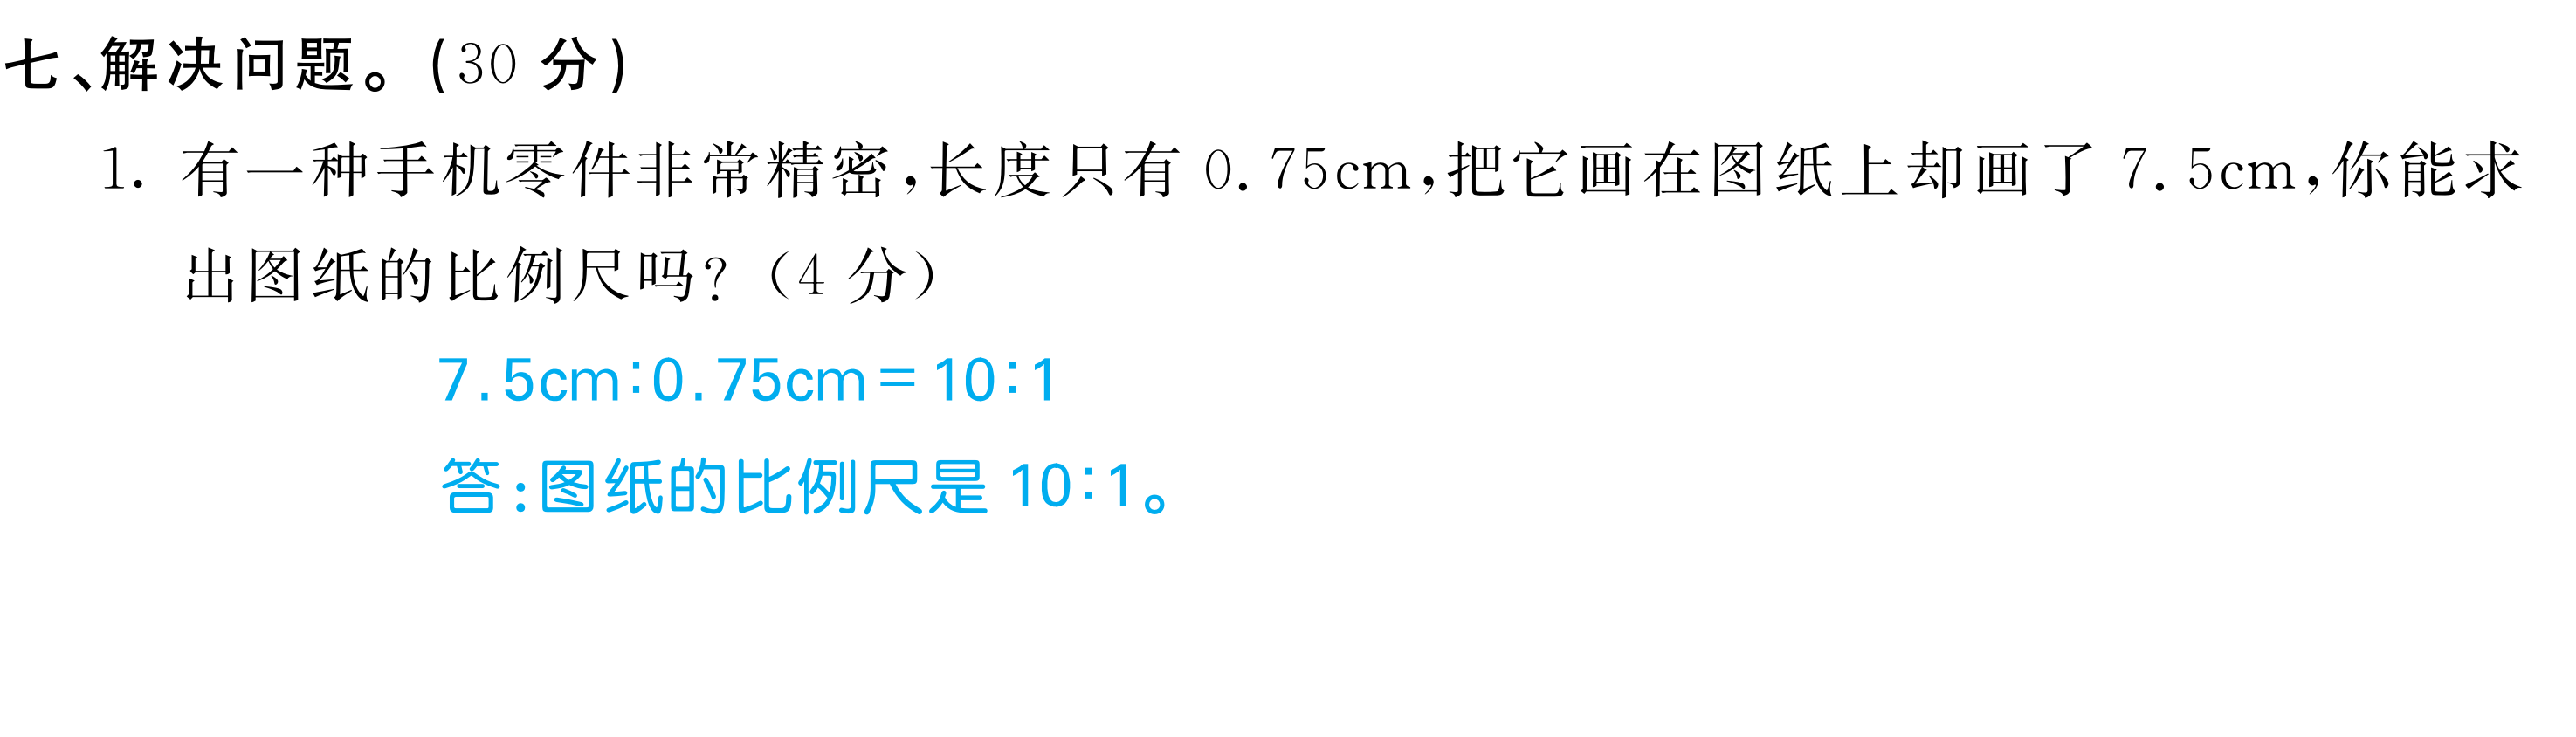 七、解决问题。(30 分)
1. 有一种手机零件非常精密,长度只有 0.75cm,把它画在图纸上却画了 7.5cm,你能求
出图纸的比例尺吗?(4 分)
7.5cm∶0.75cm=10∶1
答:图纸的比例尺是 10∶1。